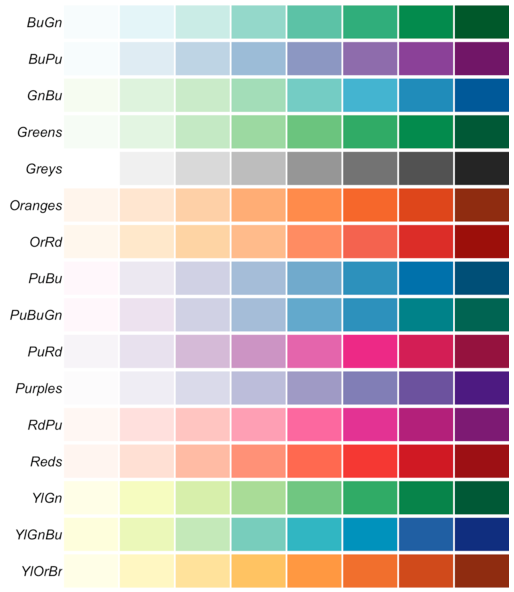 BuGn
BuPu
GnBu
Greens
Greys
Oranges
OrRd
PuBu
PuBuGn
PuRd
Purples
RdPu
Reds
YlGn
YlGnBu
YlOrBr